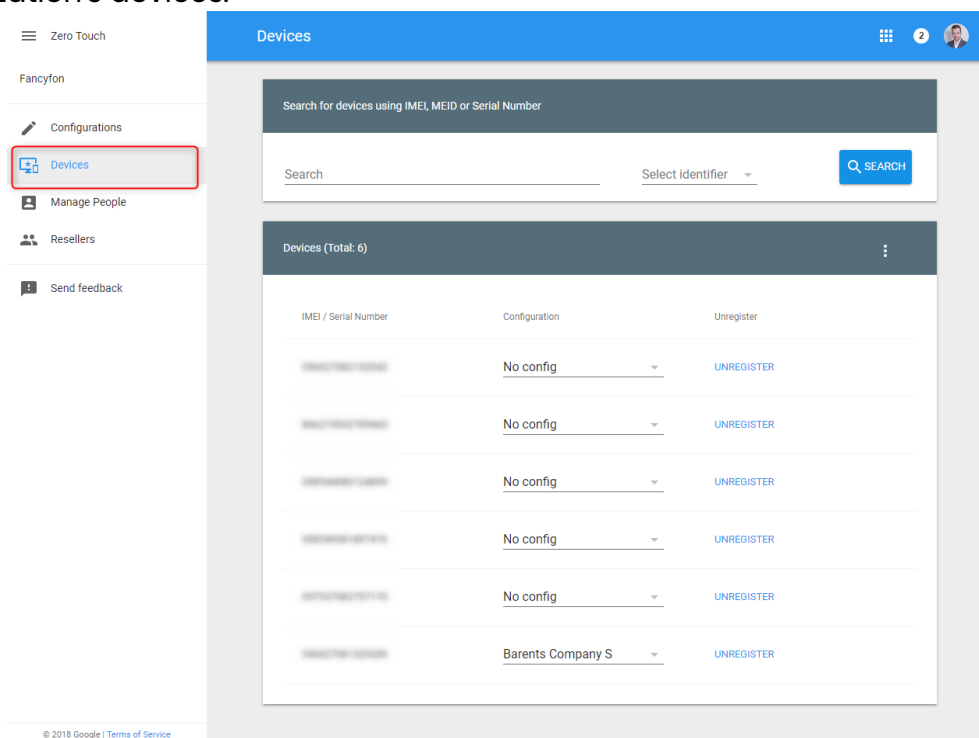 devices.
Zero Touch
Devices
2
Fancyfon
Search for devices using IMEI, MEID or Serial Number
Configurations
Devices
Search
Select identifier
SEARCH
Manage People
Resellers
Devices (Total: 6)
Send feedback
IMEI / Serial Number
Configuration
Unregister
No config
UNREGISTER
No config
UNREGISTER
No config
UNREGISTER
No config
UNREGISTER
No config
UNREGISTER
Barents Company S
UNREGISTER
© 2018 Google | Terms of Service